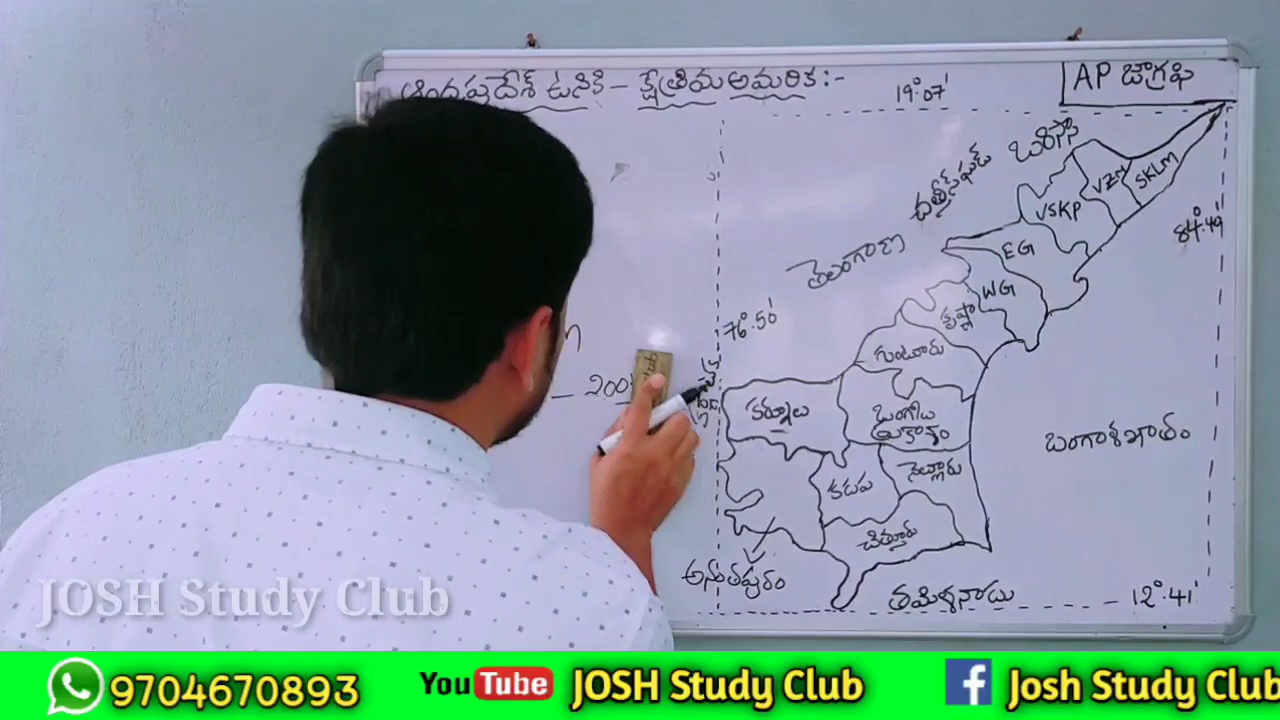 ఆంధ్రప్రదేశ్ ఉనికి – క్షేత్రీయ అమరిక :-
19°07'
AP జాగ్రఫి
ఒరిస్సా
ఛత్తీస్‌ఘడ్
తెలంగాణ
VZM
SKLM
VSKP
84°49'
EG
WG
76°50'
కృష్ణా
గుంటూరు
కర్నూలు
ఒంగోలు
ప్రకాశం
బంగాళఖాతం
కడప
నెల్లూరు
చిత్తూరు
అనంతపురం
తమిళనాడు
12°41'
JOSH Study Club
9704670893
YouTube
JOSH Study Club
f
Josh Study Club